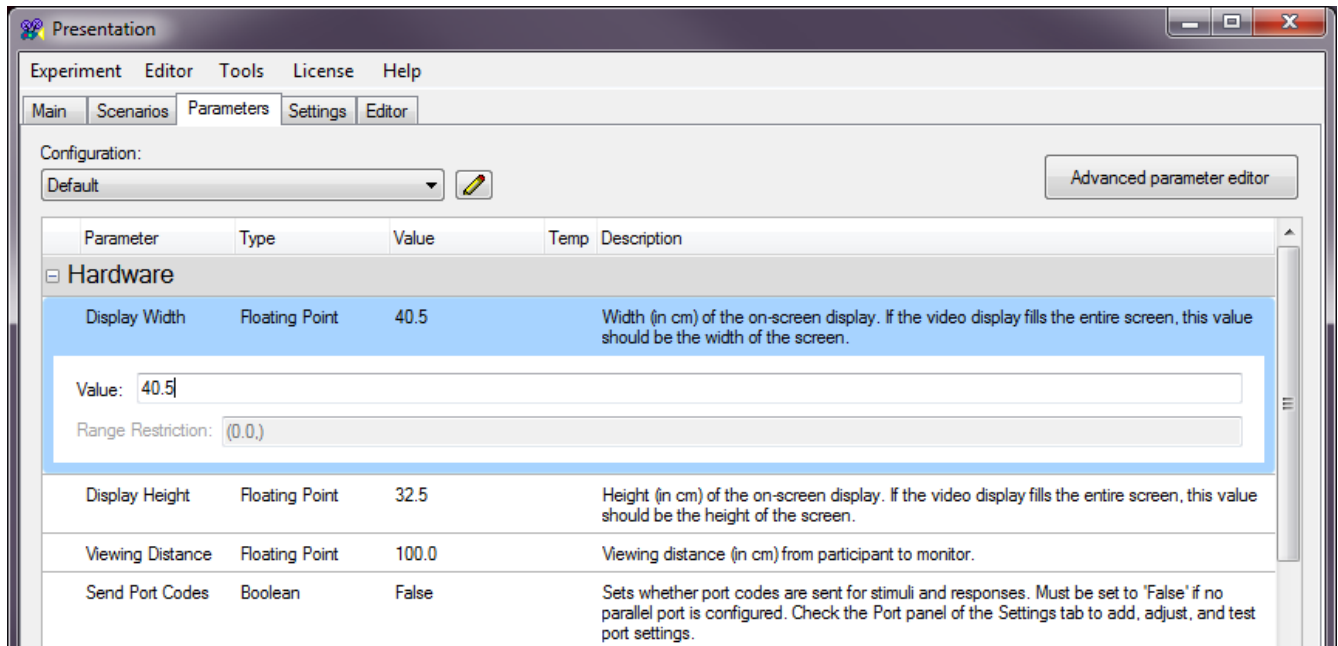 Presentation
Experiment Editor Tools License Help
Main Scenarios Parameters Settings Editor
Configuration:
Default
Advanced parameter editor
Parameter Type Value Temp Description
Hardware
Display Width Floating Point 40.5 Width (in cm) of the on-screen display. If the video display fills the entire screen, this value
should be the width of the screen.
Value: 40.5
Range Restriction: (0.0,)
Display Height Floating Point 32.5 Height (in cm) of the on-screen display. If the video display fills the entire screen, this value
should be the height of the screen.
Viewing Distance Floating Point 100.0 Viewing distance (in cm) from participant to monitor.
Send Port Codes Boolean False Sets whether port codes are sent for stimuli and responses. Must be set to 'False' if no
parallel port is configured. Check the Port panel of the Settings tab to add, adjust, and test
port settings.